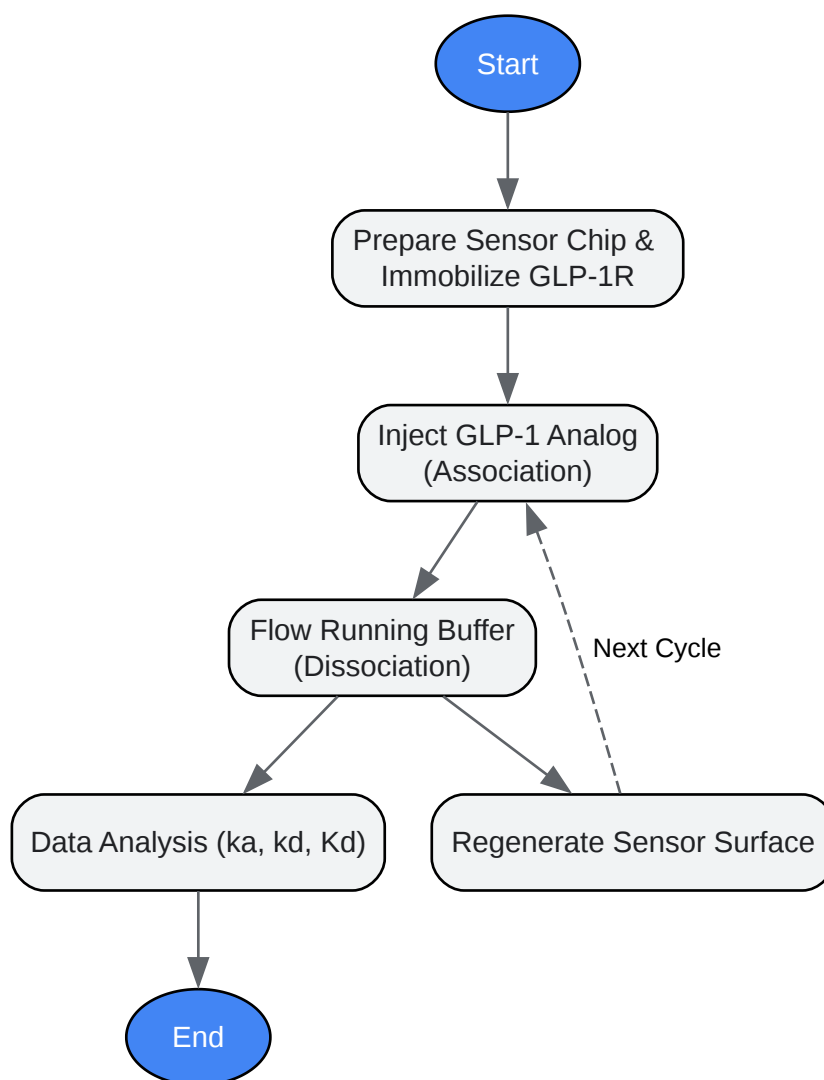 Start
Prepare Sensor Chip &
Immobilize GLP-1R
Inject GLP-1 Analog
(Association)
Flow Running Buffer
(Dissociation)
Next Cycle
Data Analysis (ka, kd, Kd)
Regenerate Sensor Surface
End